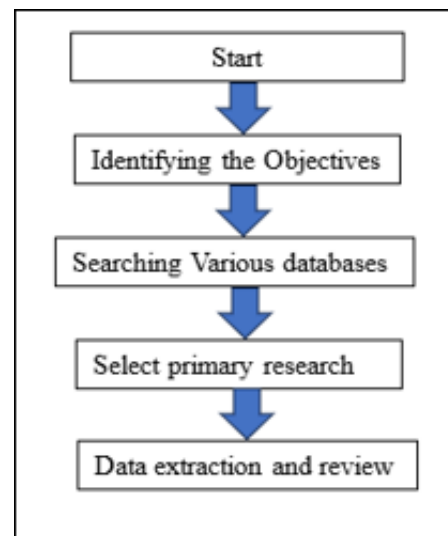 Start
Identifying the Objectives
Searching Various databases
Select primary research
Data extraction and review